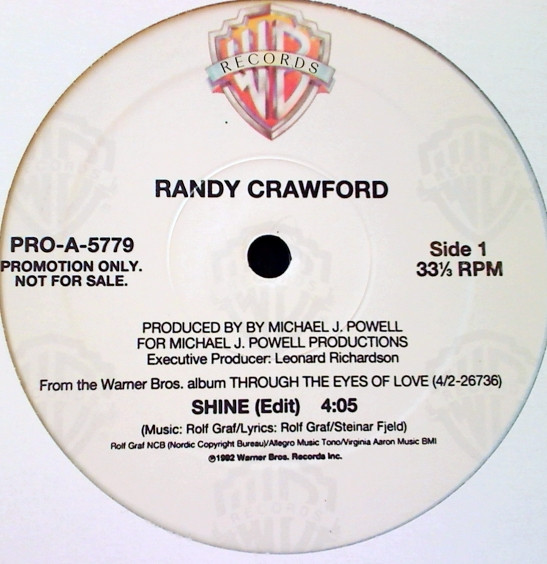 RECORDS
RANDY CRAWFORD
PRO-A-5779
PROMOTION ONLY.
NOT FOR SALE.
Side 1
33⅓ RPM
PRODUCED BY BY MICHAEL J. POWELL
FOR MICHAEL J. POWELL PRODUCTIONS
Executive Producer: Leonard Richardson
From the Warner Bros. album THROUGH THE EYES OF LOVE (4/2-26736)
SHINE (Edit) 4:05
(Music: Rolf Graf/Lyrics: Rolf Graf/Steinar Fjeld)
Rolf Graf NCB (Nordic Copyright Bureau)/Allegro Music Tono/Virginia Aaron Music BMI
℗1992 Warner Bros. Records Inc.